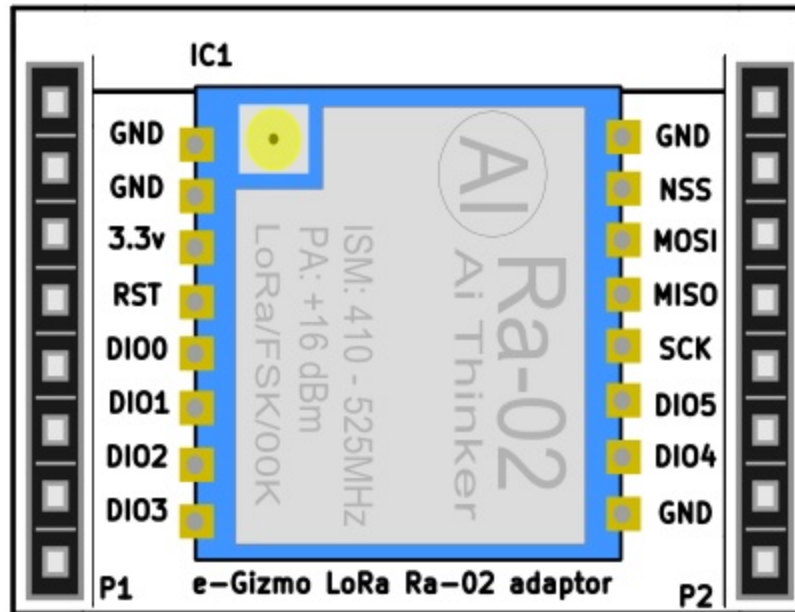 IC1
GND
GND
3.3v
RST
DIO0
DIO1
DIO2
DIO3
P1
AI
Ra-02
Ai Thinker
ISM: 410 - 525MHz
PA: +16 dBm
LoRa/FSK/00K
GND
NSS
MOSI
MISO
SCK
DIO5
DIO4
GND
P2
e-Gizmo LoRa Ra-02 adaptor